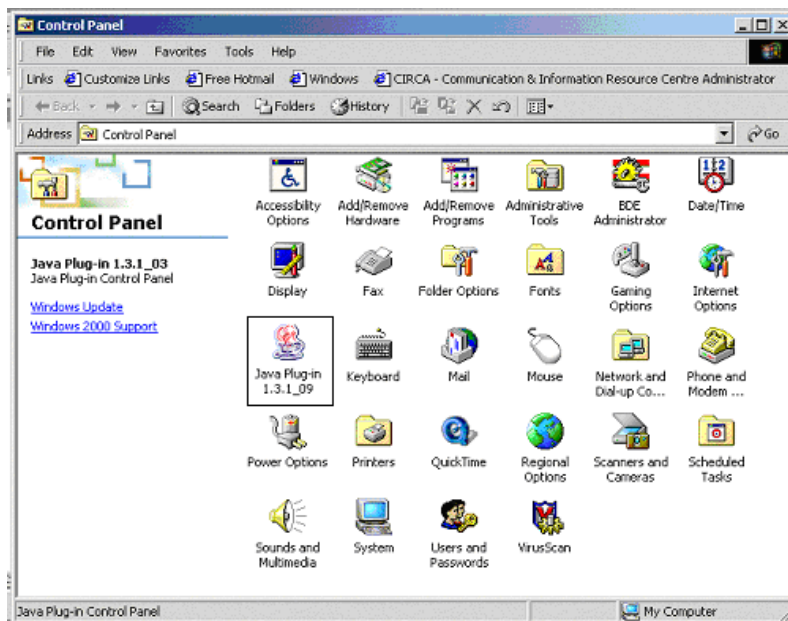 Control Panel
File Edit View Favorites Tools Help
Links Customize Links Free Hotmail Windows CIRCA - Communication & Information Resource Centre Administrator
Back Search Folders History
Address Control Panel Go
Control Panel
Java Plug-in 1.3.1_03
Java Plug-in Control Panel
Windows Update
Windows 2000 Support
Accessibility Options
Add/Remove Hardware
Add/Remove Programs
Administrative Tools
BDE Administrator
Date/Time
Display
Fax
Folder Options
Fonts
Gaming Options
Internet Options
Java Plug-in 1.3.1_09
Keyboard
Mail
Mouse
Network and Dial-up Co...
Phone and Modem ...
Power Options
Printers
QuickTime
Regional Options
Scanners and Cameras
Scheduled Tasks
Sounds and Multimedia
System
Users and Passwords
VirusScan
Java Plug-in Control Panel
My Computer